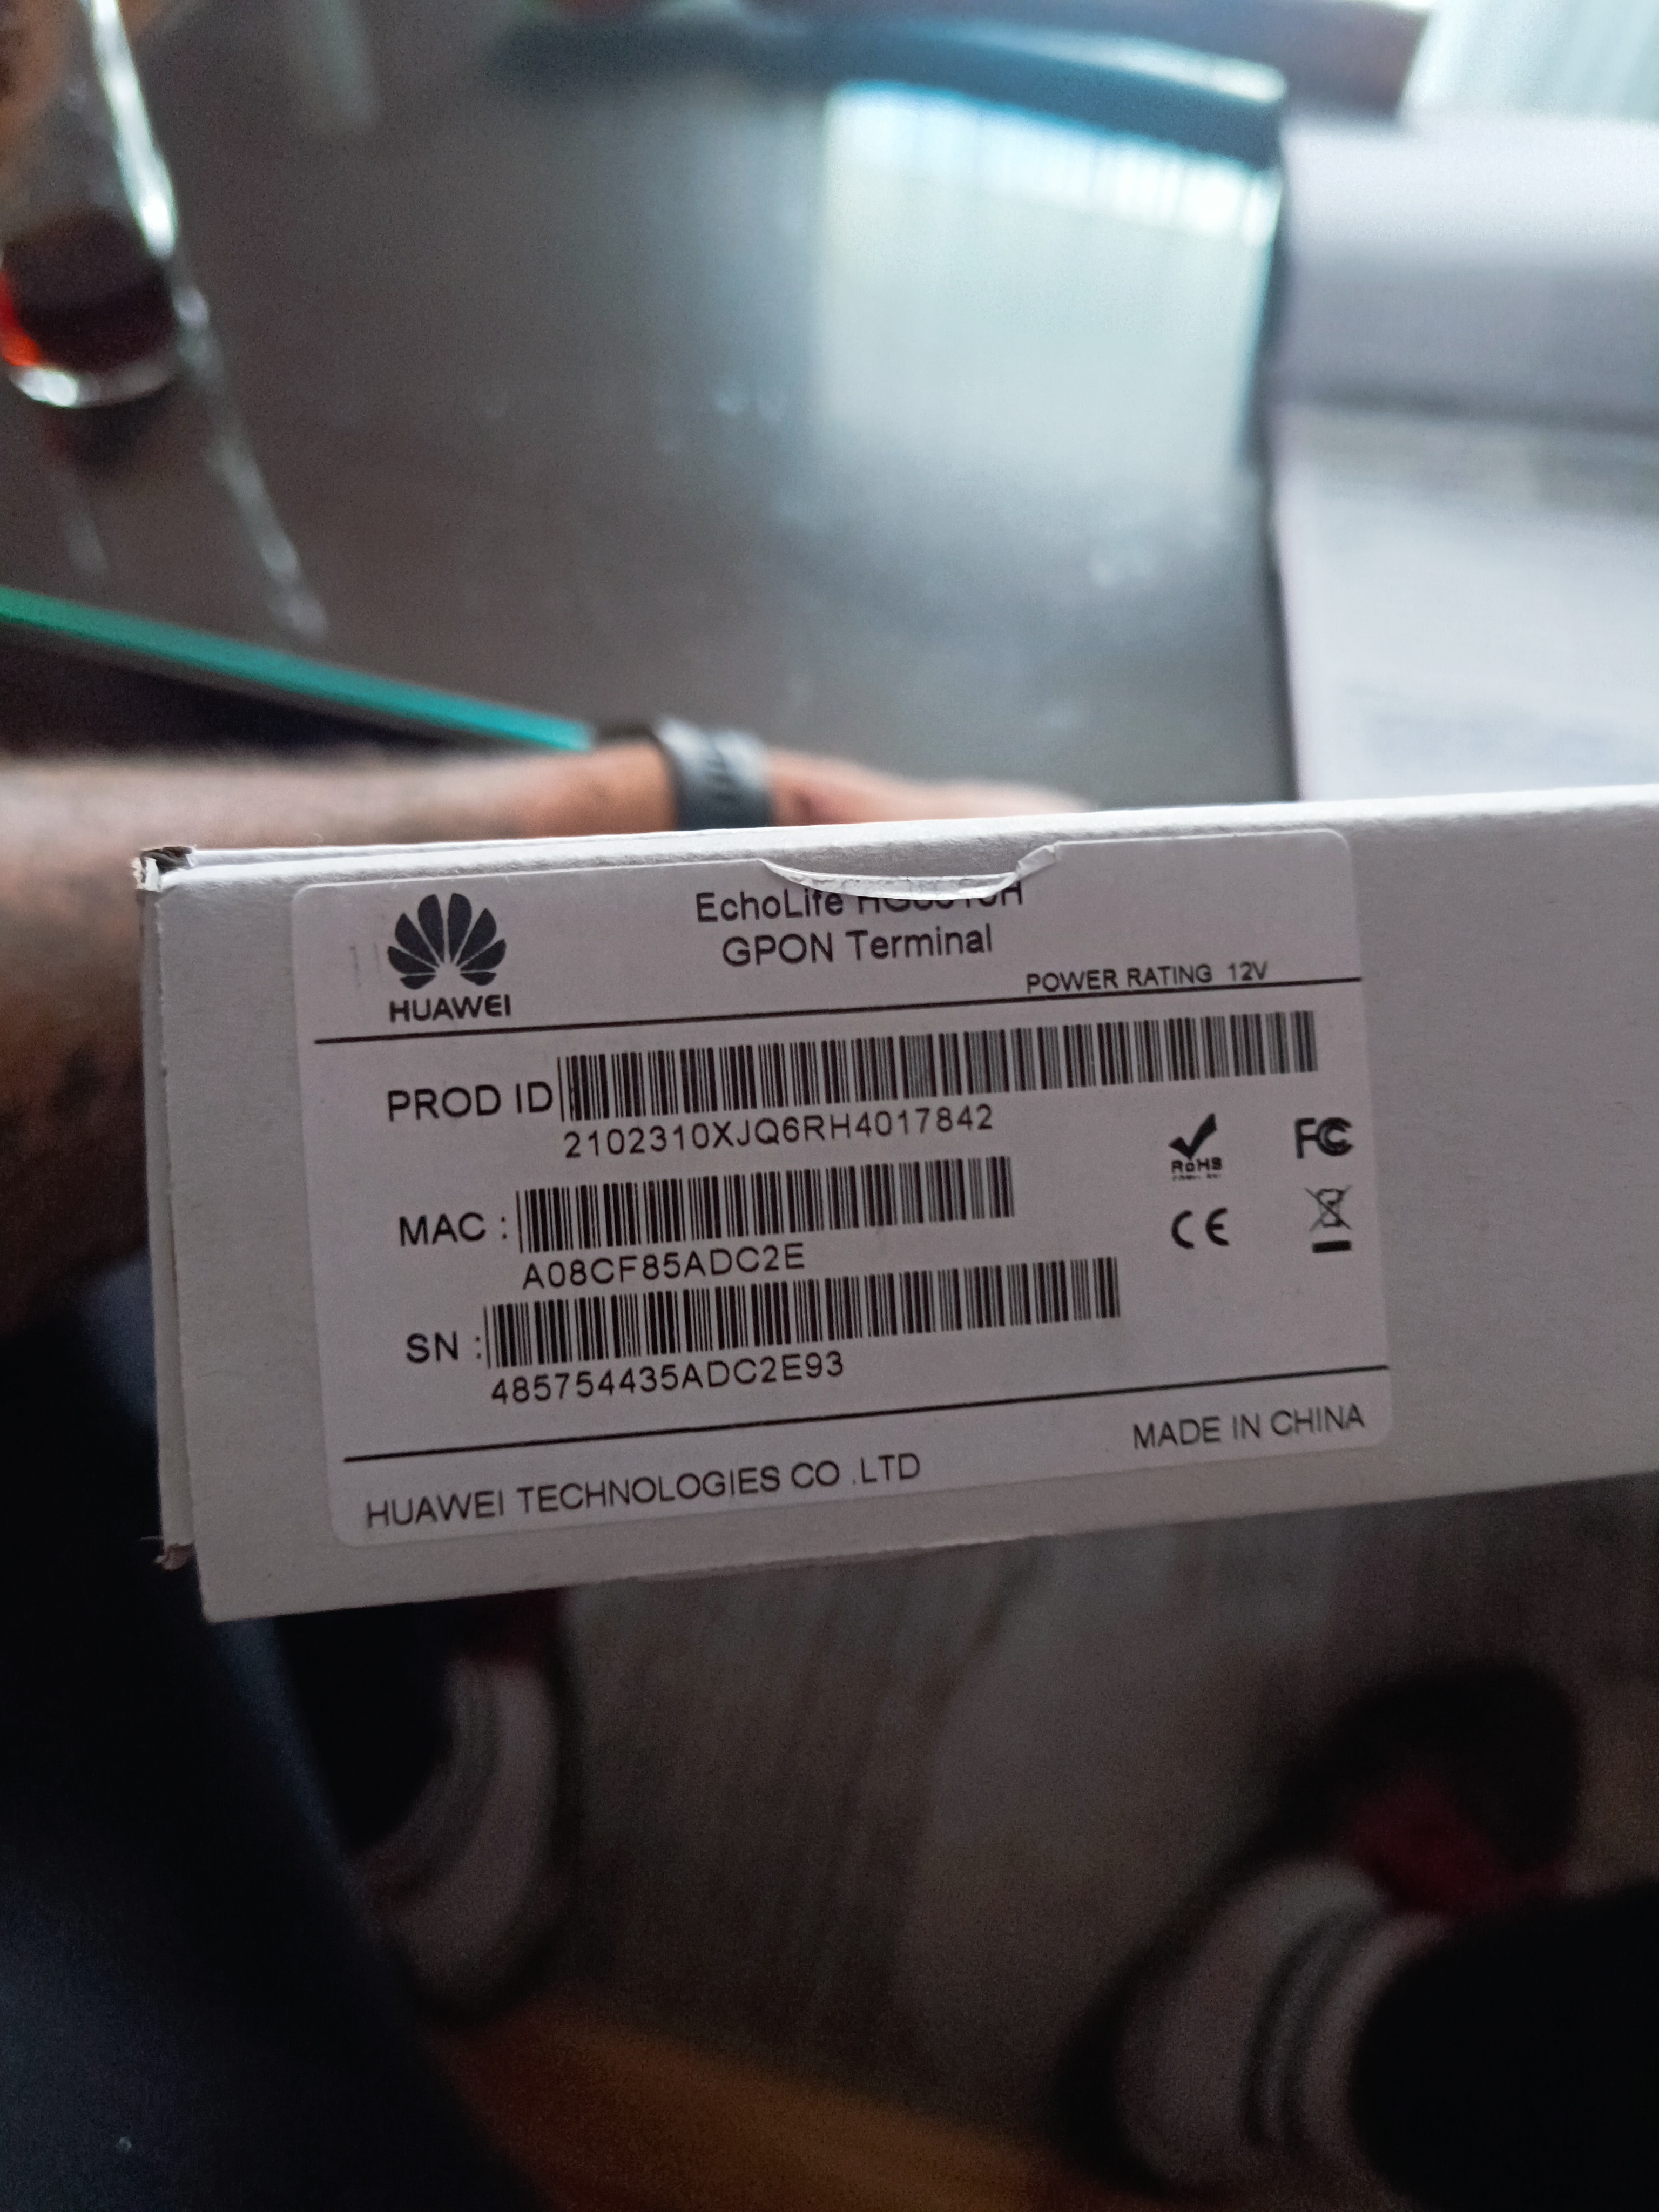 HUAWEI
EchoLife
GPON Terminal
POWER RATING 12V
PROD ID
2102310XJQ6RH4017842
MAC :
A08CF85ADC2E
SN :
485754435ADC2E93
RoHS
FC
CE
HUAWEI TECHNOLOGIES CO .LTD
MADE IN CHINA